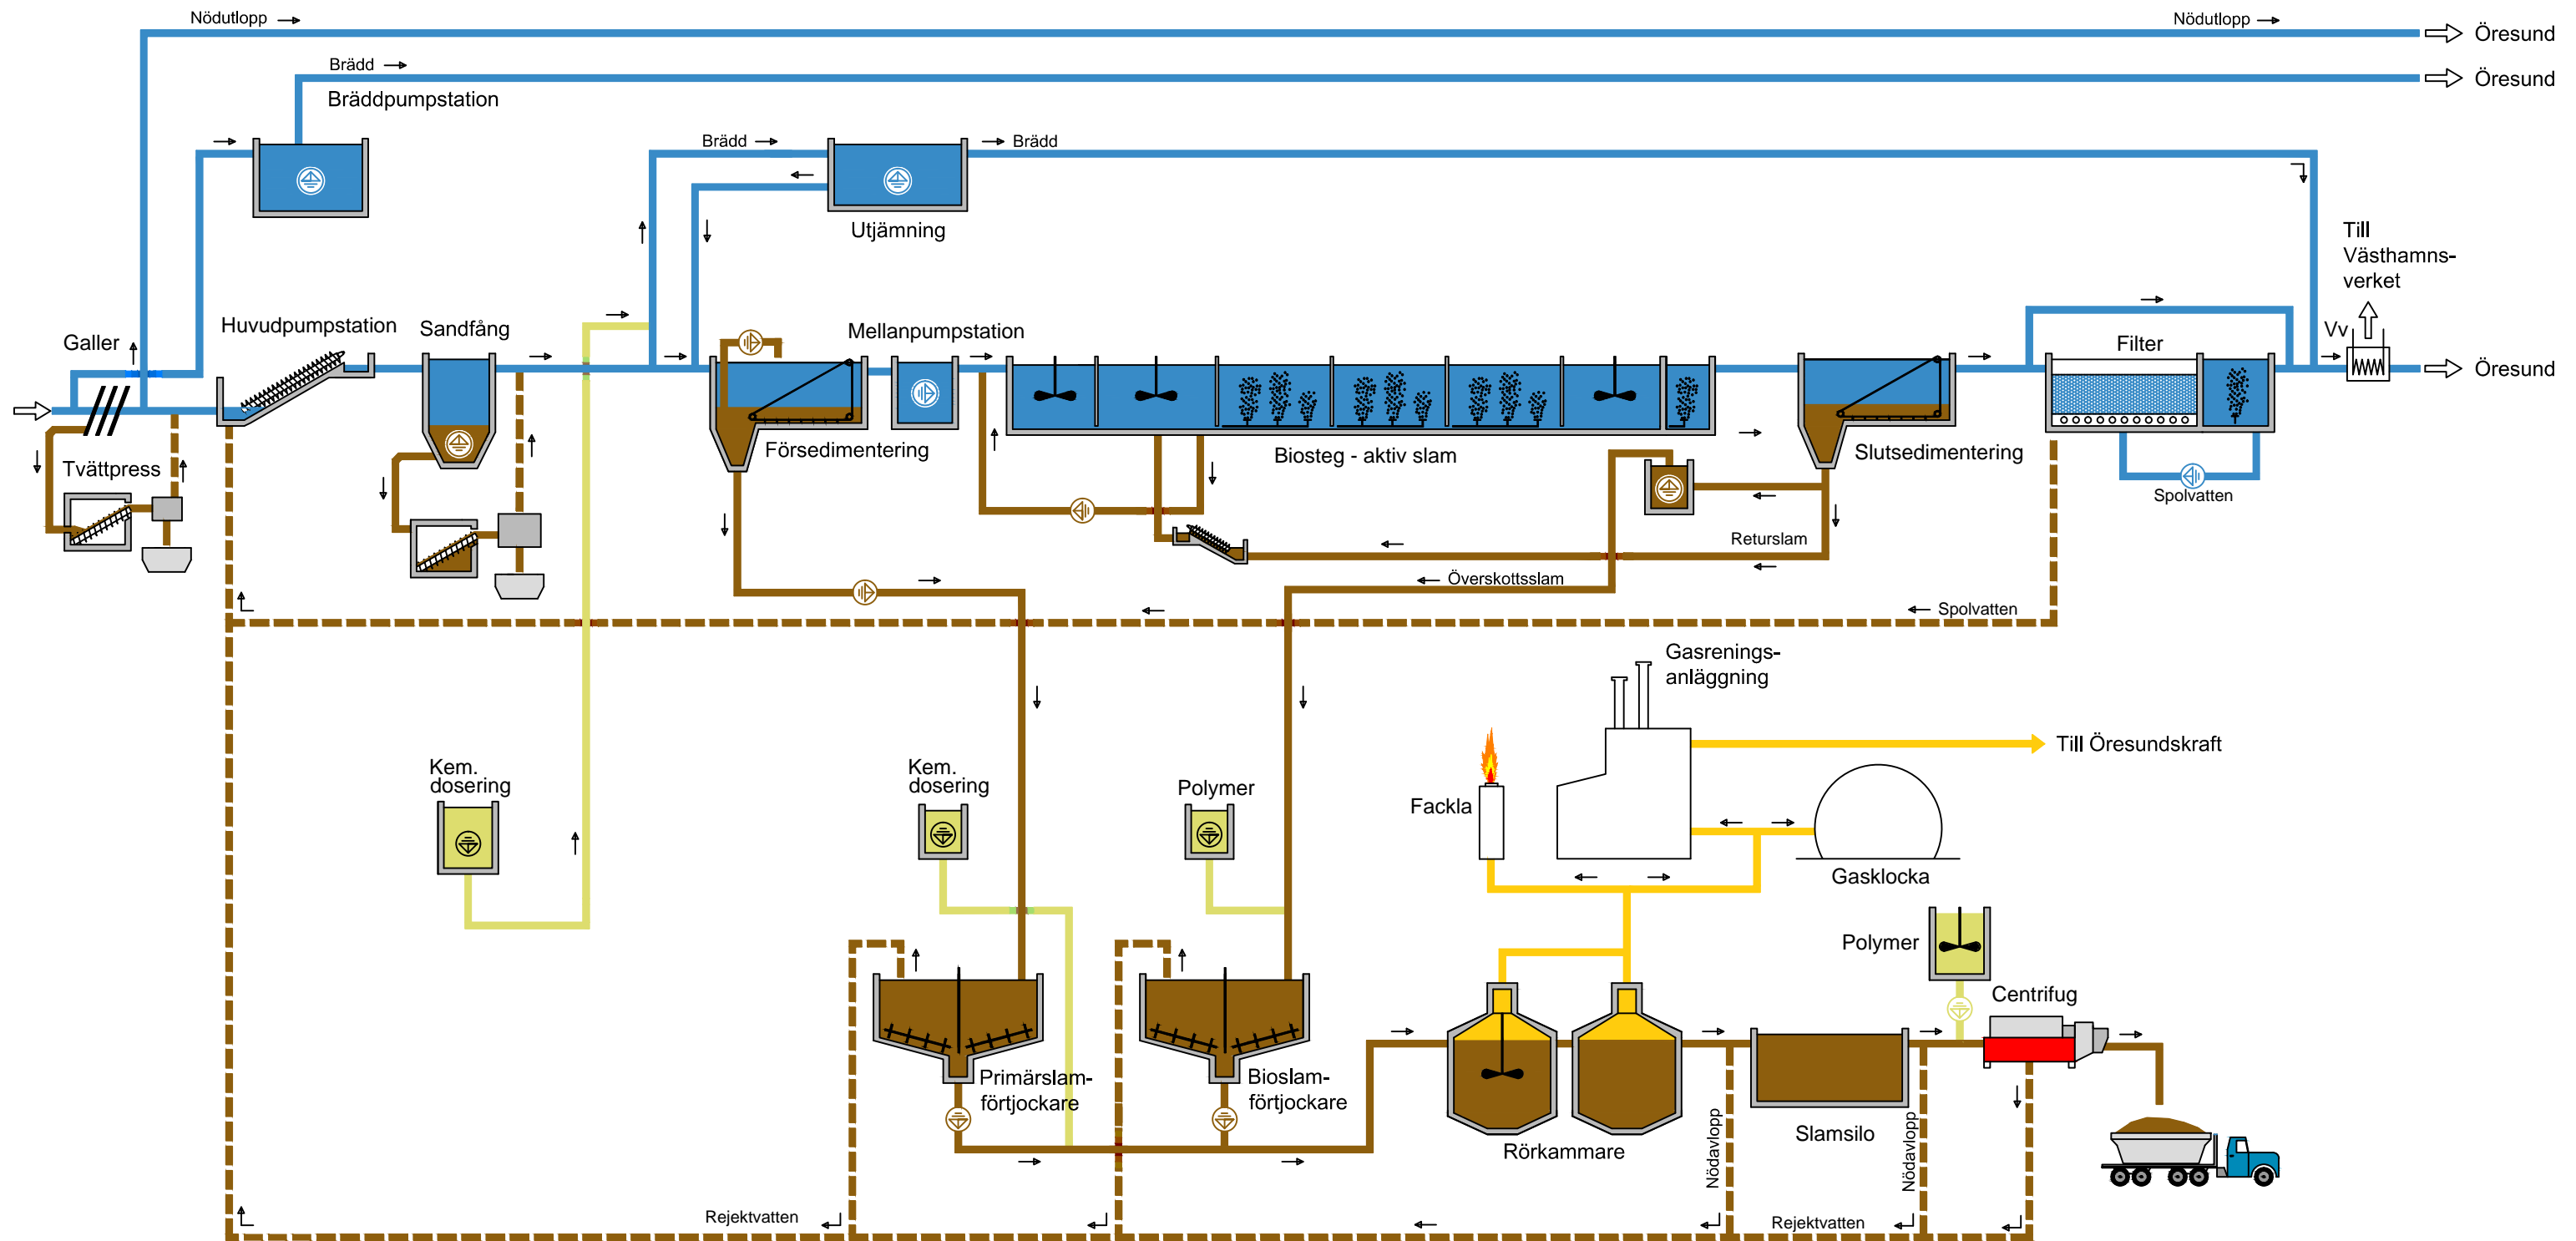 Nödutlopp
Nödutlopp
Öresund
Brädd
Öresund
Bräddpumpstation
Brädd
Brädd
Utjämning
Till
Västhamns-
verket
Galler
Huvudpumpstation
Sandfång
Mellanpumpstation
Vv
Filter
Öresund
Tvättpress
Försedimentering
Biosteg - aktiv slam
Slutsedimentering
Spolvatten
Returslam
Överskottsslam
Spolvatten
Gasrenings-
anläggning
Till Öresundskraft
Kem.
dosering
Kem.
dosering
Polymer
Fackla
Gasklocka
Polymer
Centrifug
Primärslam-
förtjockare
Bioslam-
förtjockare
Rörkammare
Slamsilo
Nödavlopp
Nödavlopp
Rejektvatten
Rejektvatten